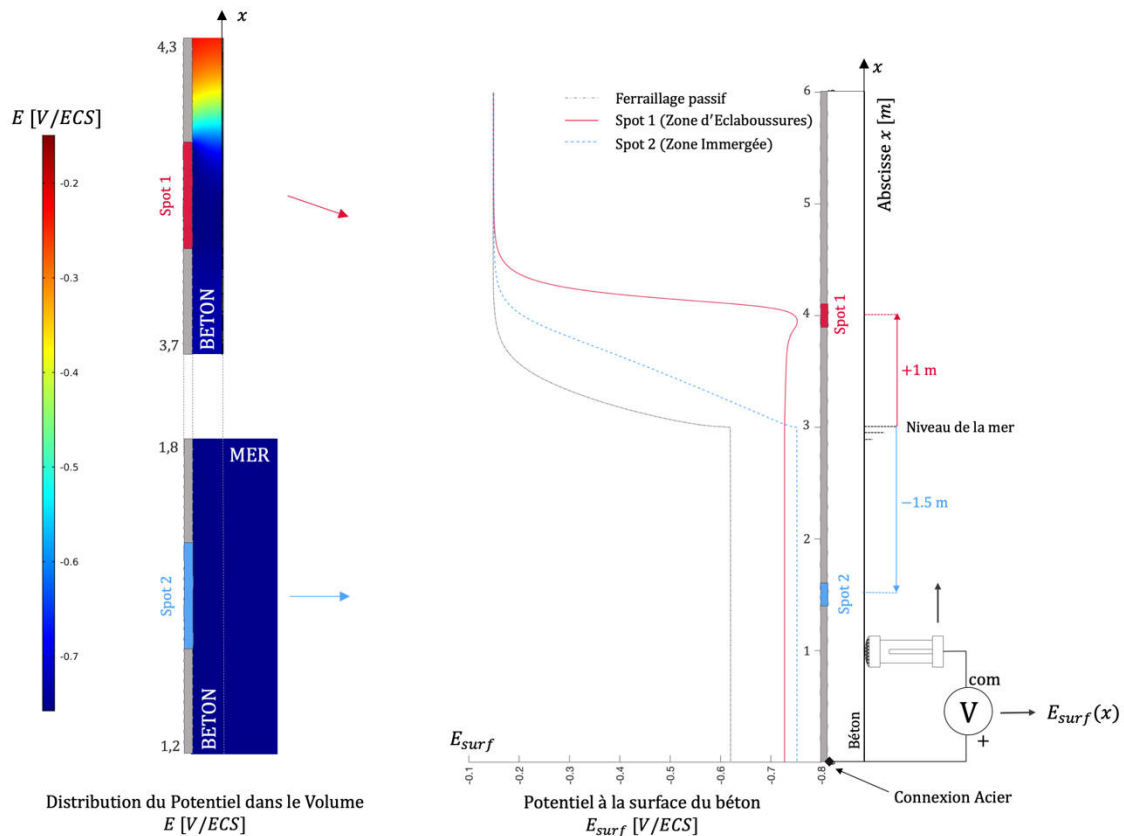 x
4,3
E [V/ECS]
-0.2
-0.3
-0.4
-0.5
-0.6
-0.7
Spot 1
BETON
3,7
1,8
MER
Spot 2
BETON
1,2
Distribution du Potentiel dans le Volume
E [V/ECS]
Ferraillage passif
Spot 1 (Zone d'Eclaboussures)
Spot 2 (Zone Immergée)
x
6
5
4
3
2
1
Abscisse x [m]
Spot 1
+1 m
Niveau de la mer
−1.5 m
Spot 2
com
V
+
E_surf(x)
Béton
E_surf
-0.1
-0.2
-0.3
-0.4
-0.5
-0.6
-0.7
-0.8
Connexion Acier
Potentiel à la surface du béton
E_surf [V/ECS]